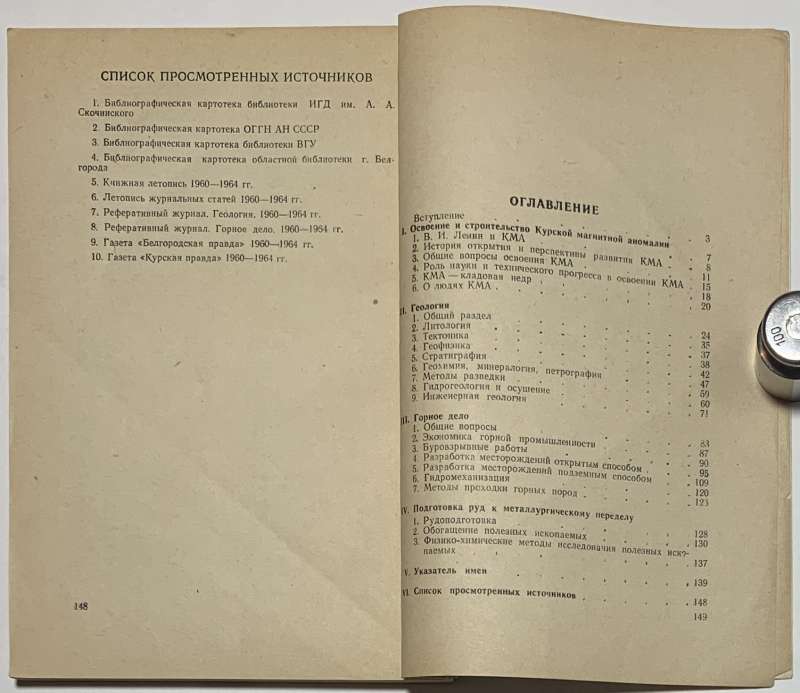 СПИСОК ПРОСМОТРЕННЫХ ИСТОЧНИКОВ
1. Библиографическая картотека библиотеки ИГД им. А. А.
Скочинского
2. Библиографическая картотека ОГГН АН СССР
3. Библиографическая картотека библиотеки ВГУ
4. Библиографическая картотека областной библиотеки г. Бел-
города
5. Книжная летопись 1960—1964 гг.
6. Летопись журнальных статей 1960—1964 гг.
7. Реферативный журнал. Геология. 1960—1964 гг.
8. Реферативный журнал. Горное дело. 1960—1964 гг.
9. Газета «Белгородская правда» 1960—1964 гг.
10. Газета «Курская правда» 1960—1964 гг.
148
ОГЛАВЛЕНИЕ
Вступление 3
I. Освоение и строительство Курской магнитной аномалии
1. В. И. Ленин и КМА 7
2. История открытия и перспективы развития КМА 8
3. Общие вопросы освоения КМА 11
4. Роль науки и технического прогресса в освоении КМА 15
5. КМА — кладовая недр 18
6. О людях КМА 20
II. Геология
1. Общий раздел 24
2. Литология 35
3. Тектоника 37
4. Геофизика 38
5. Стратиграфия 42
6. Геохимия, минералогия, петрография 47
7. Методы разведки 59
8. Гидрогеология и осушение 60
9. Инженерная геология 71
III. Горное дело
1. Общие вопросы 83
2. Экономика горной промышленности 87
3. Буровзрывные работы 90
4. Разработка месторождений открытым способом 95
5. Разработка месторождений подземным способом 109
6. Гидромеханизация 120
7. Методы проходки горных пород 123
IV. Подготовка руд к металлургическому переделу
1. Рудоподготовка 128
2. Обогащение полезных ископаемых 130
3. Физико-химические методы исследования полезных иско-
паемых 137
V. Указатель имен 139
VI. Список просмотренных источников 148
149
100